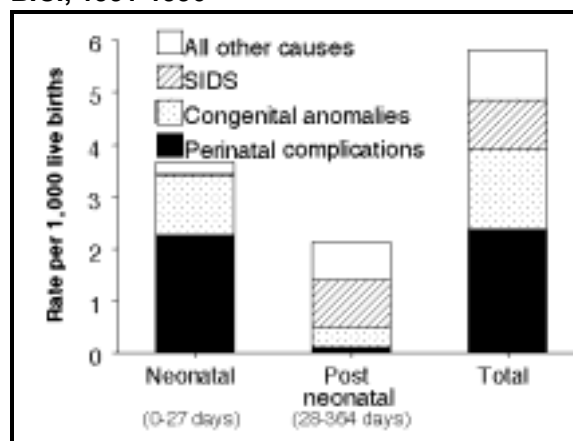 6
5
4
3
2
1
0
Rate per 1,000 live births
All other causes
SIDS
Congenital anomalies
Perinatal complications
Neonatal
(0-27 days)
Post
neonatal
(28-364 days)
Total